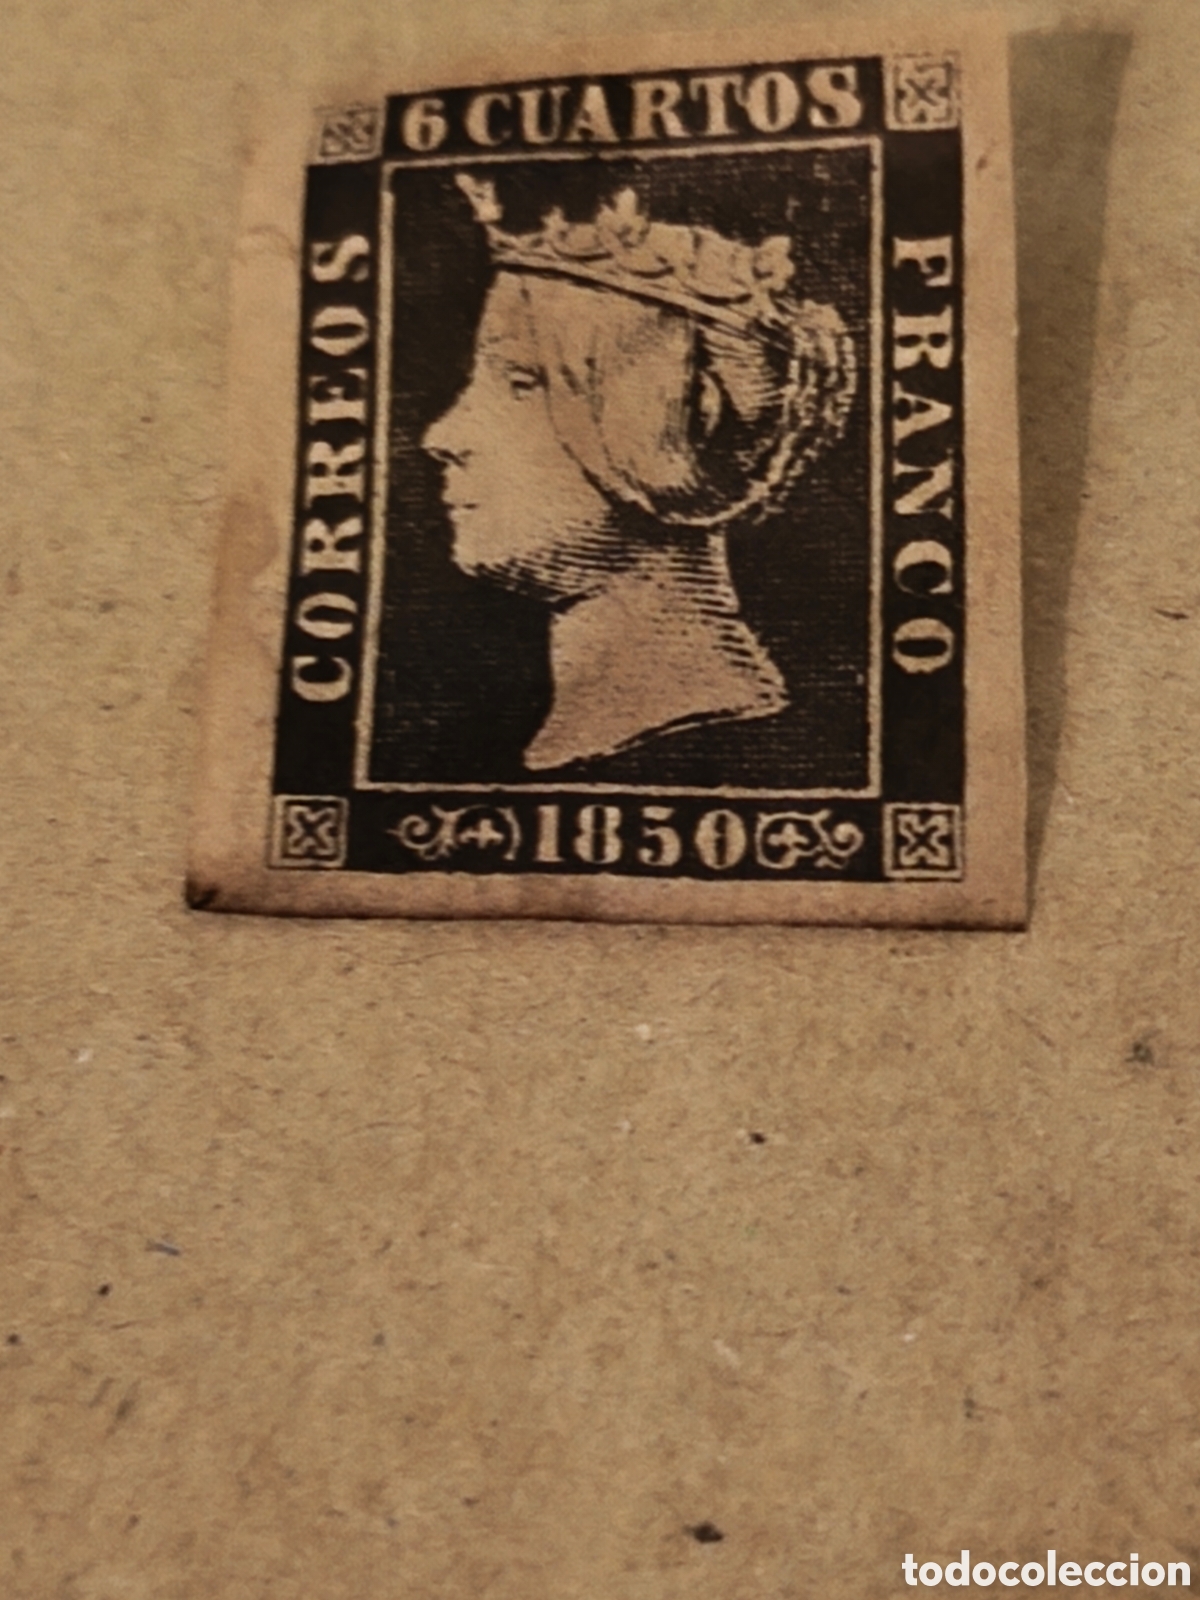 6 CUARTOS
CORREOS
FRANCO
1850
todocoleccion